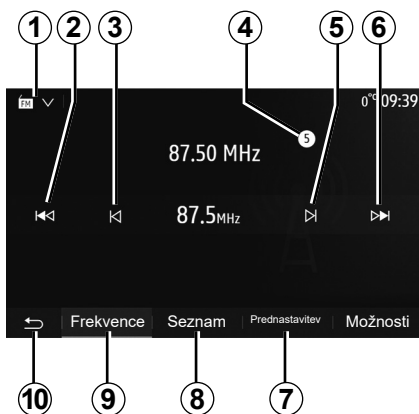 1 2 3 4 5 6
FM 0°C 09:39
5
87.50 MHz
87.5MHz
Frekvence Seznam Prednastavitev Možnosti
10 9 8 7